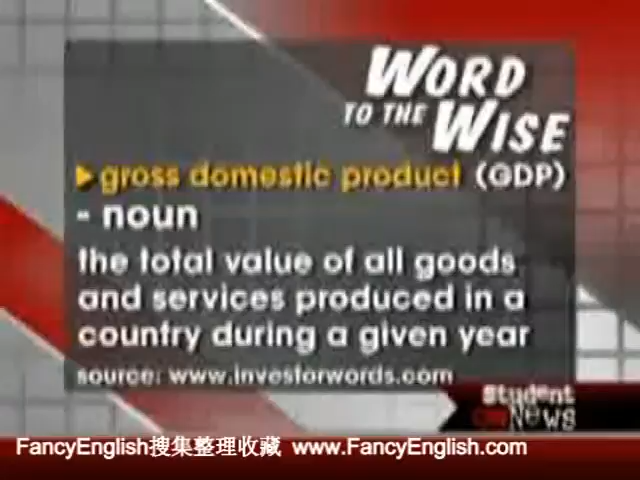 WORD
TO THE WISE
▶gross domestic product (GDP)
- noun
the total value of all goods
and services produced in a
country during a given year
source: www.investorwords.com
Student
CNN News
FancyEnglish搜集整理收藏 www.FancyEnglish.com